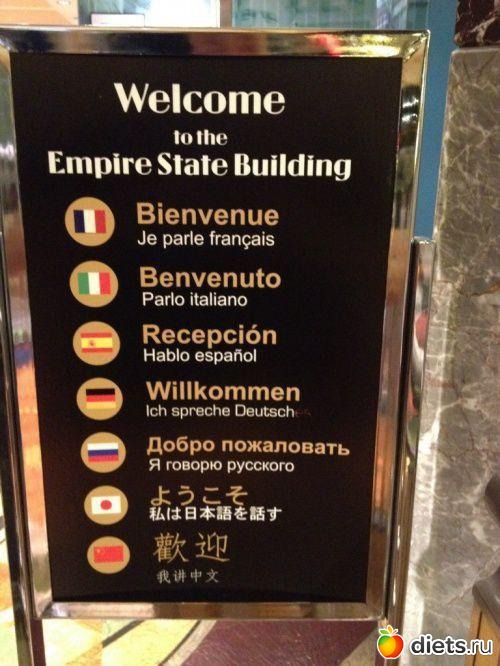 Welcome
to the
Empire State Building
Bienvenue
Je parle français
Benvenuto
Parlo italiano
Recepción
Hablo español
Willkommen
Ich spreche Deutsches
Добро пожаловать
Я говорю русского
ようこそ
私は日本語を話す
歡迎
我讲中文
diets.ru